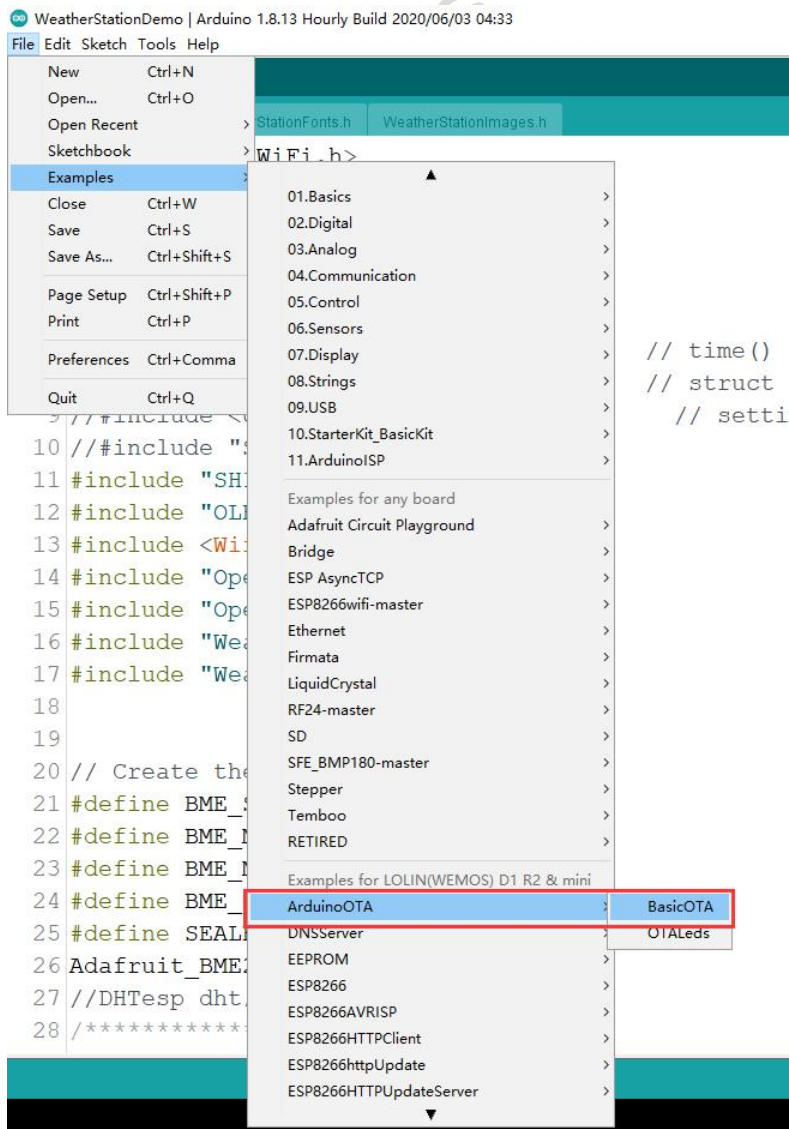 WeatherStationDemo | Arduino 1.8.13 Hourly Build 2020/06/03 04:33
File Edit Sketch Tools Help
New Ctrl+N
Open... Ctrl+O
Open Recent
Sketchbook
Examples
Close Ctrl+W
Save Ctrl+S
Save As... Ctrl+Shift+S
Page Setup Ctrl+Shift+P
Print Ctrl+P
Preferences Ctrl+Comma
Quit Ctrl+Q
StationFonts.h WeatherStationImages.h
WiFi.h>
01.Basics
02.Digital
03.Analog
04.Communication
05.Control
06.Sensors
07.Display
08.Strings
09.USB
10.StarterKit_BasicKit
11.ArduinoISP
Examples for any board
Adafruit Circuit Playground
Bridge
ESP AsyncTCP
ESP8266wifi-master
Ethernet
Firmata
LiquidCrystal
RF24-master
SD
SFE_BMP180-master
Stepper
Temboo
RETIRED
Examples for LOLIN(WEMOS) D1 R2 & mini
ArduinoOTA
DNSServer
EEPROM
ESP8266
ESP8266AVRISP
ESP8266HTTPClient
ESP8266httpUpdate
ESP8266HTTPUpdateServer
BasicOTA
OTALeds
// time()
// struct
// setti
9 //#include <
10 //#include "
11 #include "SH
12 #include "OL
13 #include <Wi
14 #include "Ope
15 #include "Ope
16 #include "Wea
17 #include "Wea
18
19
20 // Create the
21 #define BME_
22 #define BME_
23 #define BME_
24 #define BME_
25 #define SEAL
26 Adafruit_BME
27 //DHTesp dht
28 /************